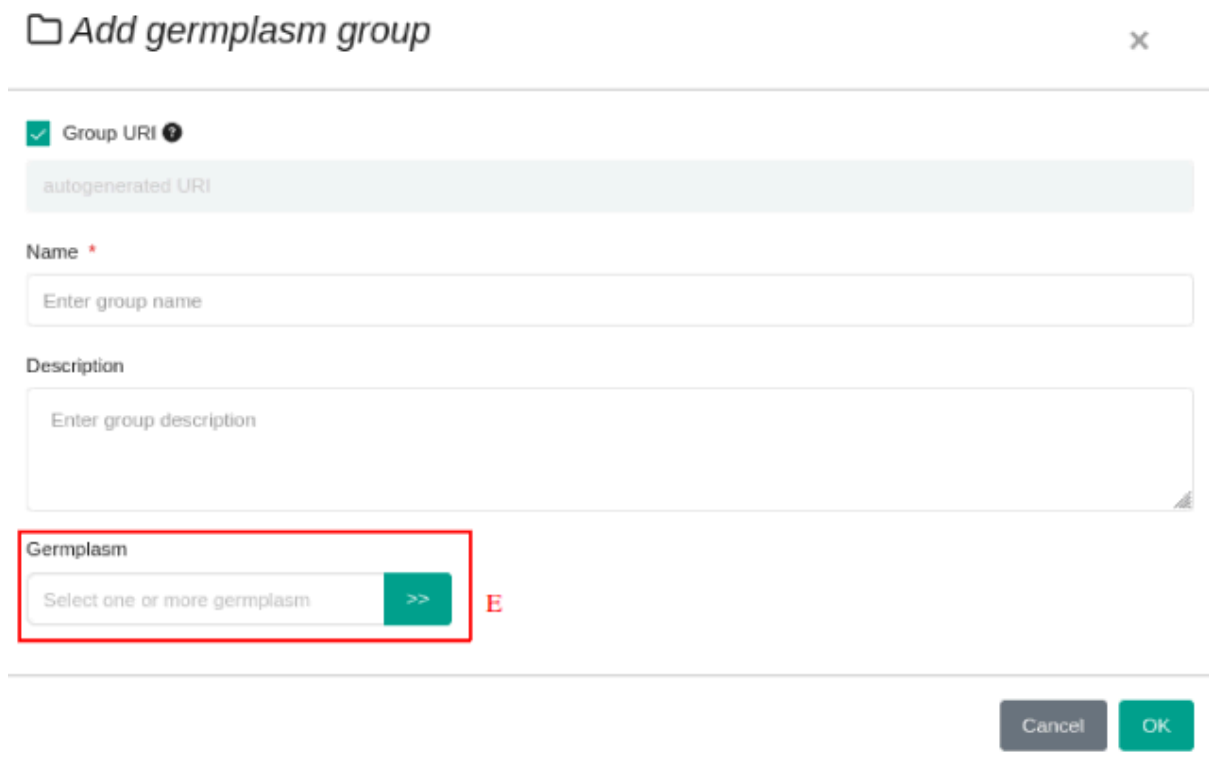 Add germplasm group
×
Group URI ?
autogenerated URI
Name *
Enter group name
Description
Enter group description
Germplasm
Select one or more germplasm >>
E
Cancel OK